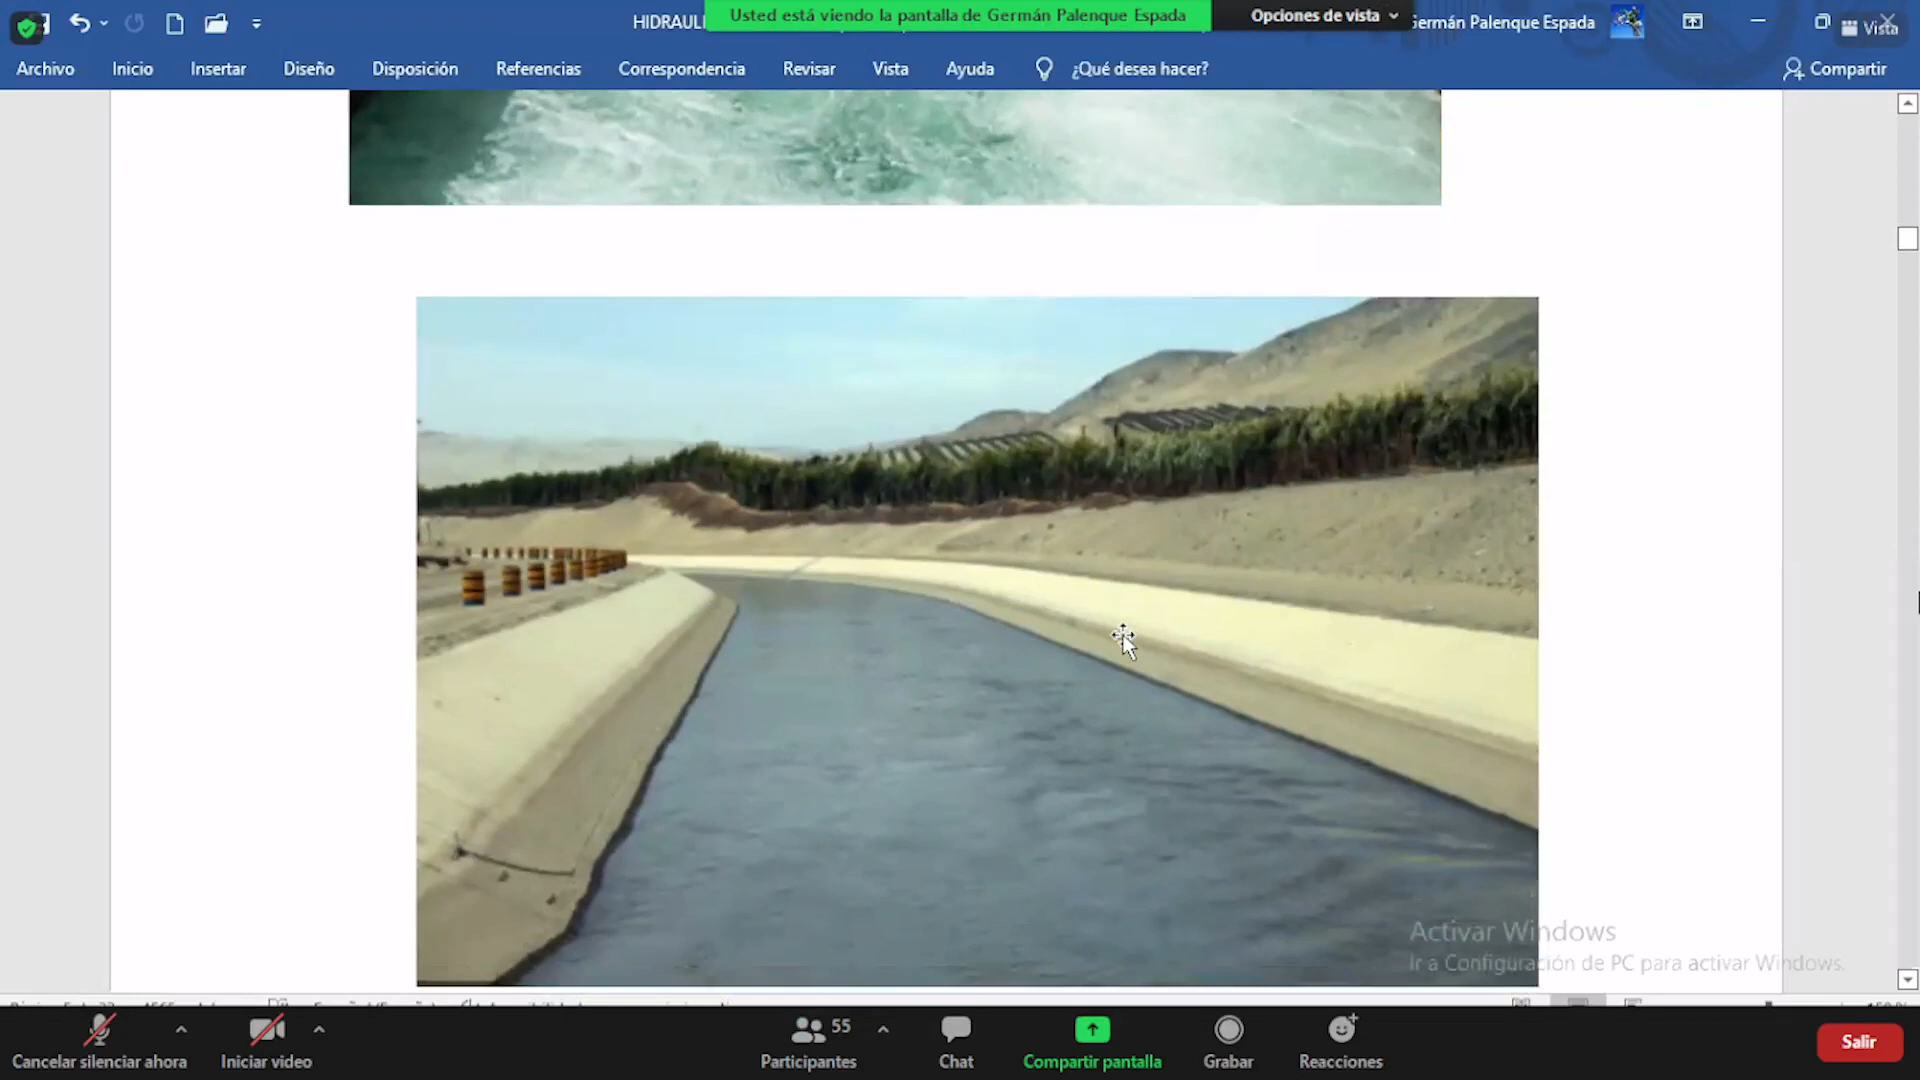 HIDRAULI
Usted está viendo la pantalla de Germán Palenque Espada
Opciones de vista
Germán Palenque Espada
Vista
Archivo
Inicio
Insertar
Diseño
Disposición
Referencias
Correspondencia
Revisar
Vista
Ayuda
¿Qué desea hacer?
Compartir
Activar Windows
Ir a Configuración de PC para activar Windows.
Cancelar silenciar ahora
Iniciar video
55
Participantes
Chat
Compartir pantalla
Grabar
Reacciones
Salir